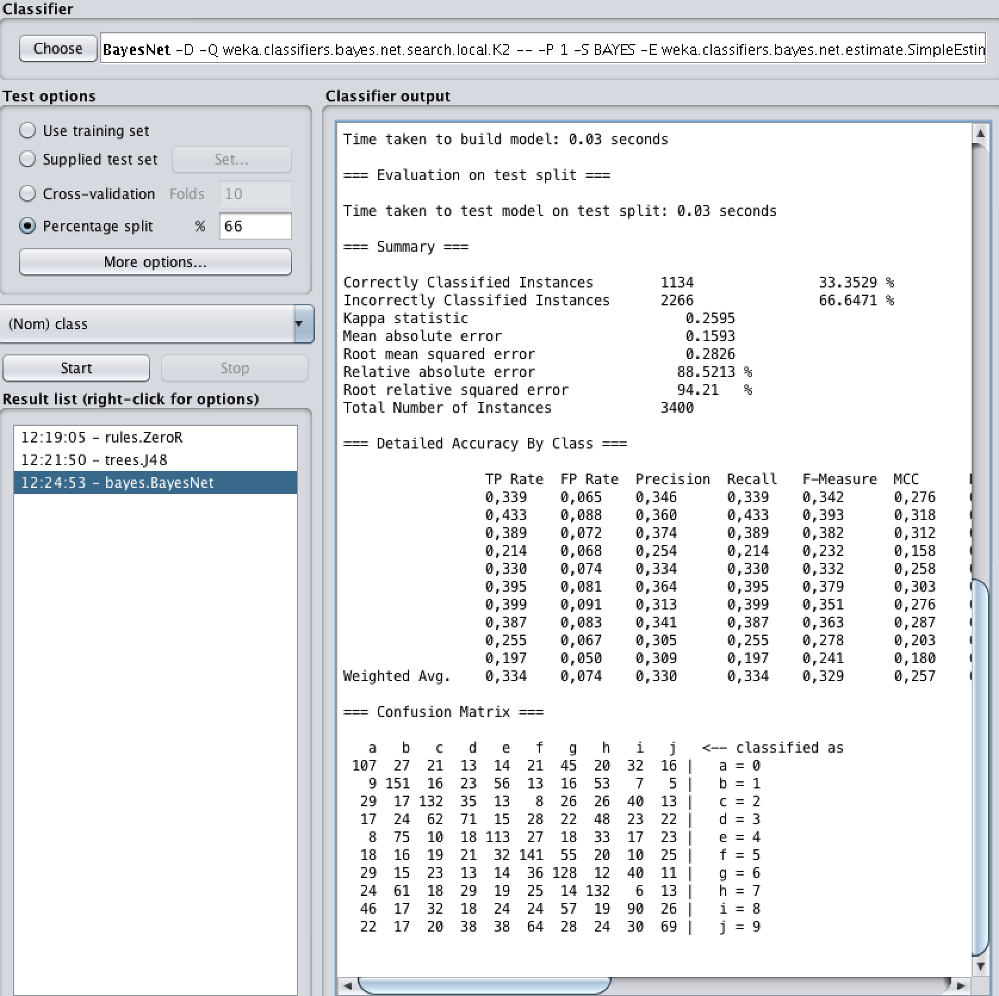 Classifier
Choose
BayesNet -D -Q weka.classifiers.bayes.net.search.local.K2 -- -P 1 -S BAYES -E weka.classifiers.bayes.net.estimate.SimpleEstin
Test options
Use training set
Supplied test set Set...
Cross-validation Folds 10
Percentage split % 66
More options...
(Nom) class
Start Stop
Result list (right-click for options)
12:19:05 - rules.ZeroR
12:21:50 - trees.J48
12:24:53 - bayes.BayesNet
Classifier output
Time taken to build model: 0.03 seconds
=== Evaluation on test split ===
Time taken to test model on test split: 0.03 seconds
=== Summary ===
Correctly Classified Instances 1134 33.3529 %
Incorrectly Classified Instances 2266 66.6471 %
Kappa statistic 0.2595
Mean absolute error 0.1593
Root mean squared error 0.2826
Relative absolute error 88.5213 %
Root relative squared error 94.21 %
Total Number of Instances 3400
=== Detailed Accuracy By Class ===
TP Rate FP Rate Precision Recall F-Measure MCC
0,339 0,065 0,346 0,339 0,342 0,276
0,433 0,088 0,360 0,433 0,393 0,318
0,389 0,072 0,374 0,389 0,382 0,312
0,214 0,068 0,254 0,214 0,232 0,158
0,330 0,074 0,334 0,330 0,332 0,258
0,395 0,081 0,364 0,395 0,379 0,303
0,399 0,091 0,313 0,399 0,351 0,276
0,387 0,083 0,341 0,387 0,363 0,287
0,255 0,067 0,305 0,255 0,278 0,203
0,197 0,050 0,309 0,197 0,241 0,180
Weighted Avg. 0,334 0,074 0,330 0,334 0,329 0,257
=== Confusion Matrix ===
a b c d e f g h i j <-- classified as
107 27 21 13 14 21 45 20 32 16 | a = 0
9 151 16 23 56 13 16 53 7 5 | b = 1
29 17 132 35 13 8 26 26 40 13 | c = 2
17 24 62 71 15 28 22 48 23 22 | d = 3
8 75 10 18 113 27 18 33 17 23 | e = 4
18 16 19 21 32 141 55 20 10 25 | f = 5
29 15 23 13 14 36 128 12 40 11 | g = 6
24 61 18 29 19 25 14 132 6 13 | h = 7
46 17 32 18 24 24 57 19 90 26 | i = 8
22 17 20 38 38 64 28 24 30 69 | j = 9